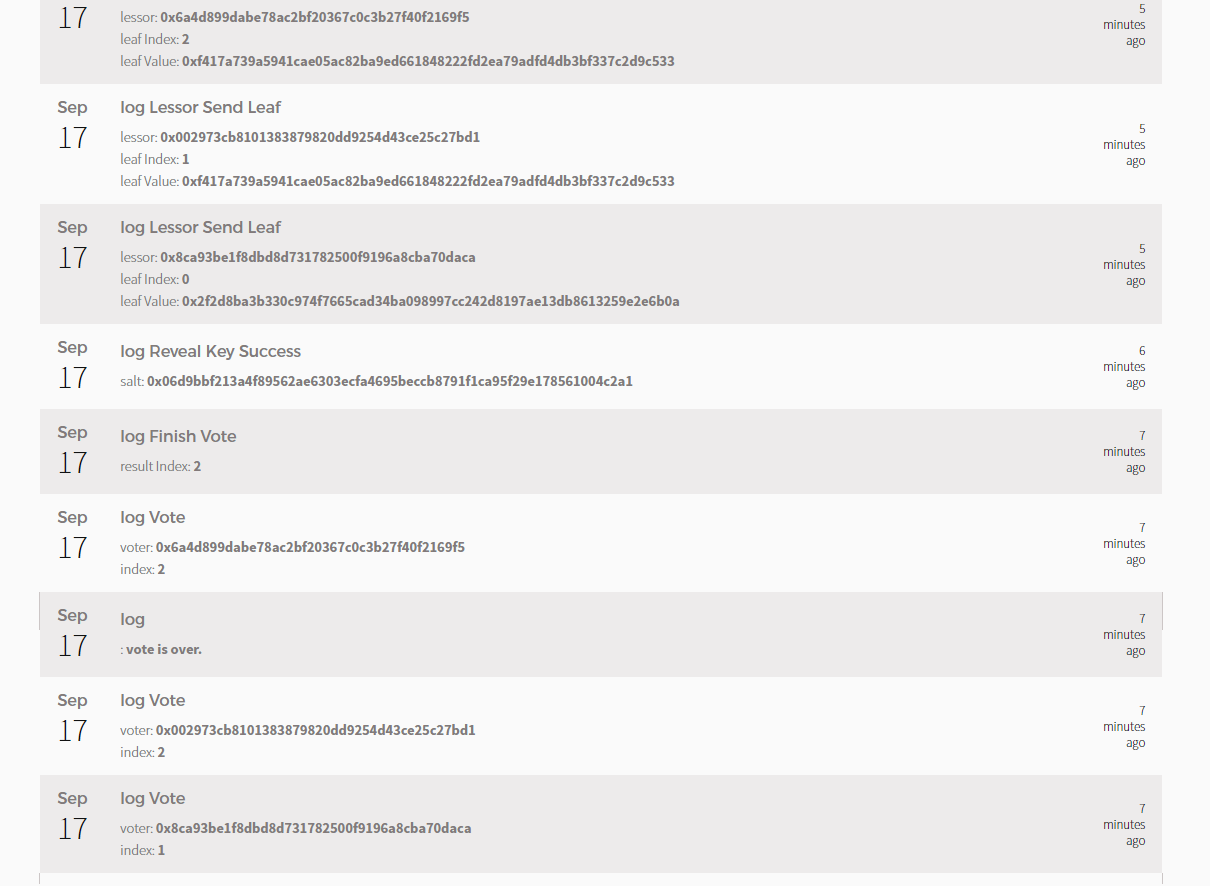 17
lessor: 0x6a4d899dabe78ac2bf20367c0c3b27f40f2169f5
leaf Index: 2
leaf Value: 0xf417a739a5941cae05ac82ba9ed661848222fd2ea79adfd4db3bf337c2d9c533
5
minutes
ago
Sep
17
log Lessor Send Leaf
lessor: 0x002973cb8101383879820dd9254d43ce25c27bd1
leaf Index: 1
leaf Value: 0xf417a739a5941cae05ac82ba9ed661848222fd2ea79adfd4db3bf337c2d9c533
5
minutes
ago
Sep
17
log Lessor Send Leaf
lessor: 0x8ca93be1f8dbd8d731782500f9196a8cba70daca
leaf Index: 0
leaf Value: 0x2f2d8ba3b330c974f7665cad34ba098997cc242d8197ae13db8613259e2e6b0a
5
minutes
ago
Sep
17
log Reveal Key Success
salt: 0x06d9bbf213a4f89562ae6303ecfa4695beccb8791f1ca95f29e178561004c2a1
6
minutes
ago
Sep
17
log Finish Vote
result Index: 2
7
minutes
ago
Sep
17
log Vote
voter: 0x6a4d899dabe78ac2bf20367c0c3b27f40f2169f5
index: 2
7
minutes
ago
Sep
17
log
: vote is over.
7
minutes
ago
Sep
17
log Vote
voter: 0x002973cb8101383879820dd9254d43ce25c27bd1
index: 2
7
minutes
ago
Sep
17
log Vote
voter: 0x8ca93be1f8dbd8d731782500f9196a8cba70daca
index: 1
7
minutes
ago